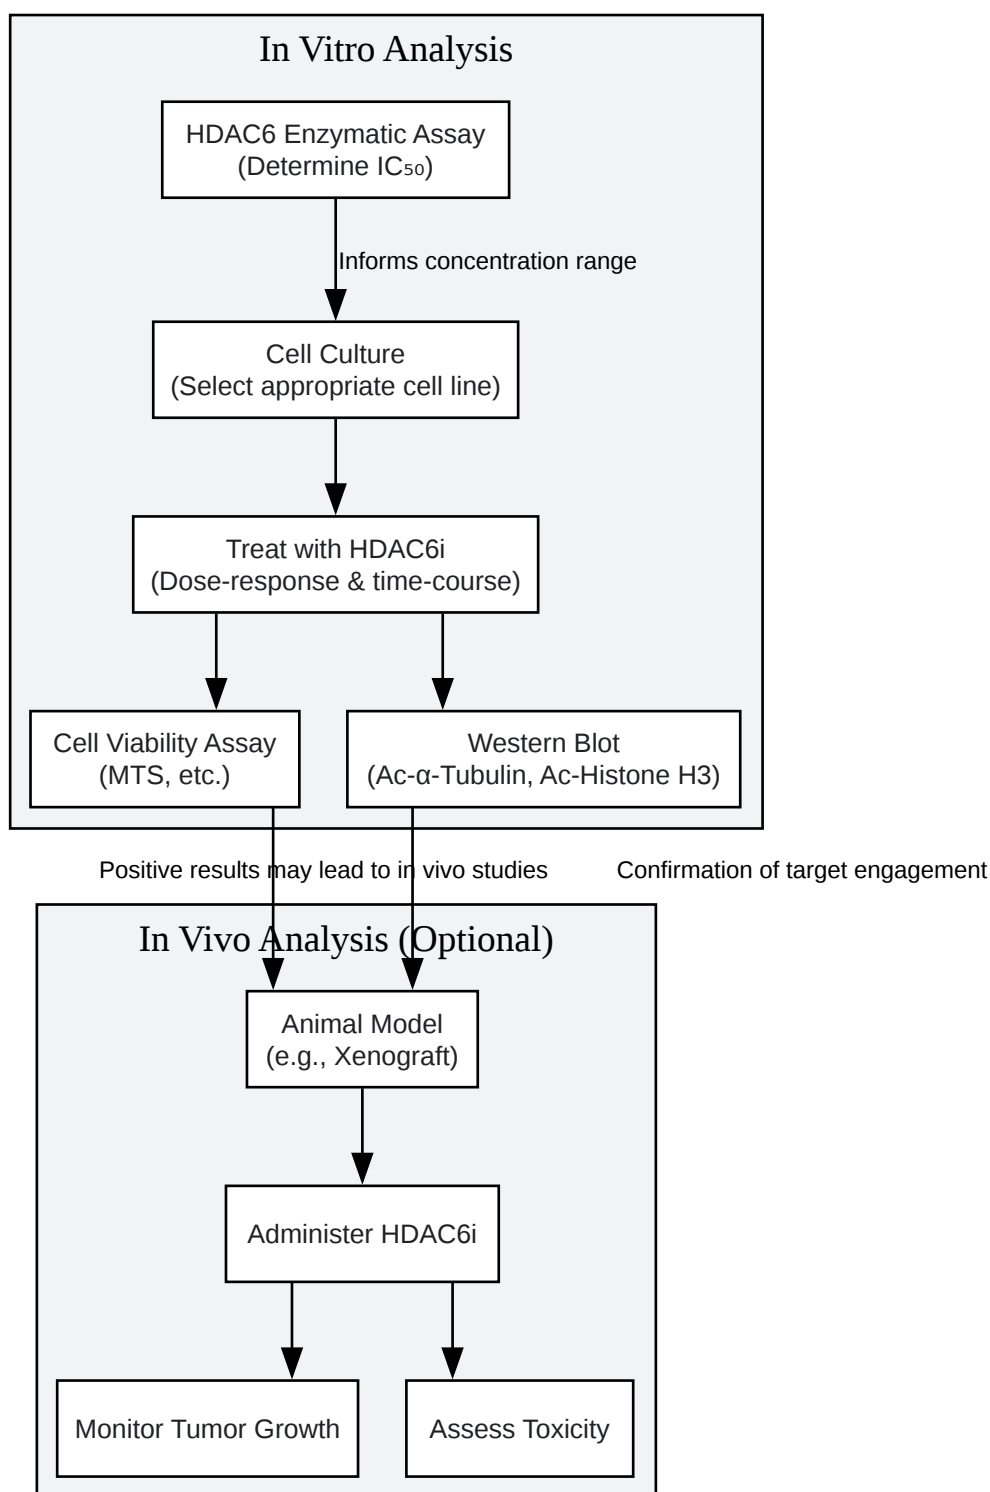 In Vitro Analysis
HDAC6 Enzymatic Assay
(Determine IC₅₀)
Informs concentration range
Cell Culture
(Select appropriate cell line)
Treat with HDAC6i
(Dose-response & time-course)
Cell Viability Assay
(MTS, etc.)
Western Blot
(Ac-α-Tubulin, Ac-Histone H3)
Positive results may lead to in vivo studies
Confirmation of target engagement
In Vivo Analysis (Optional)
Animal Model
(e.g., Xenograft)
Administer HDAC6i
Monitor Tumor Growth
Assess Toxicity